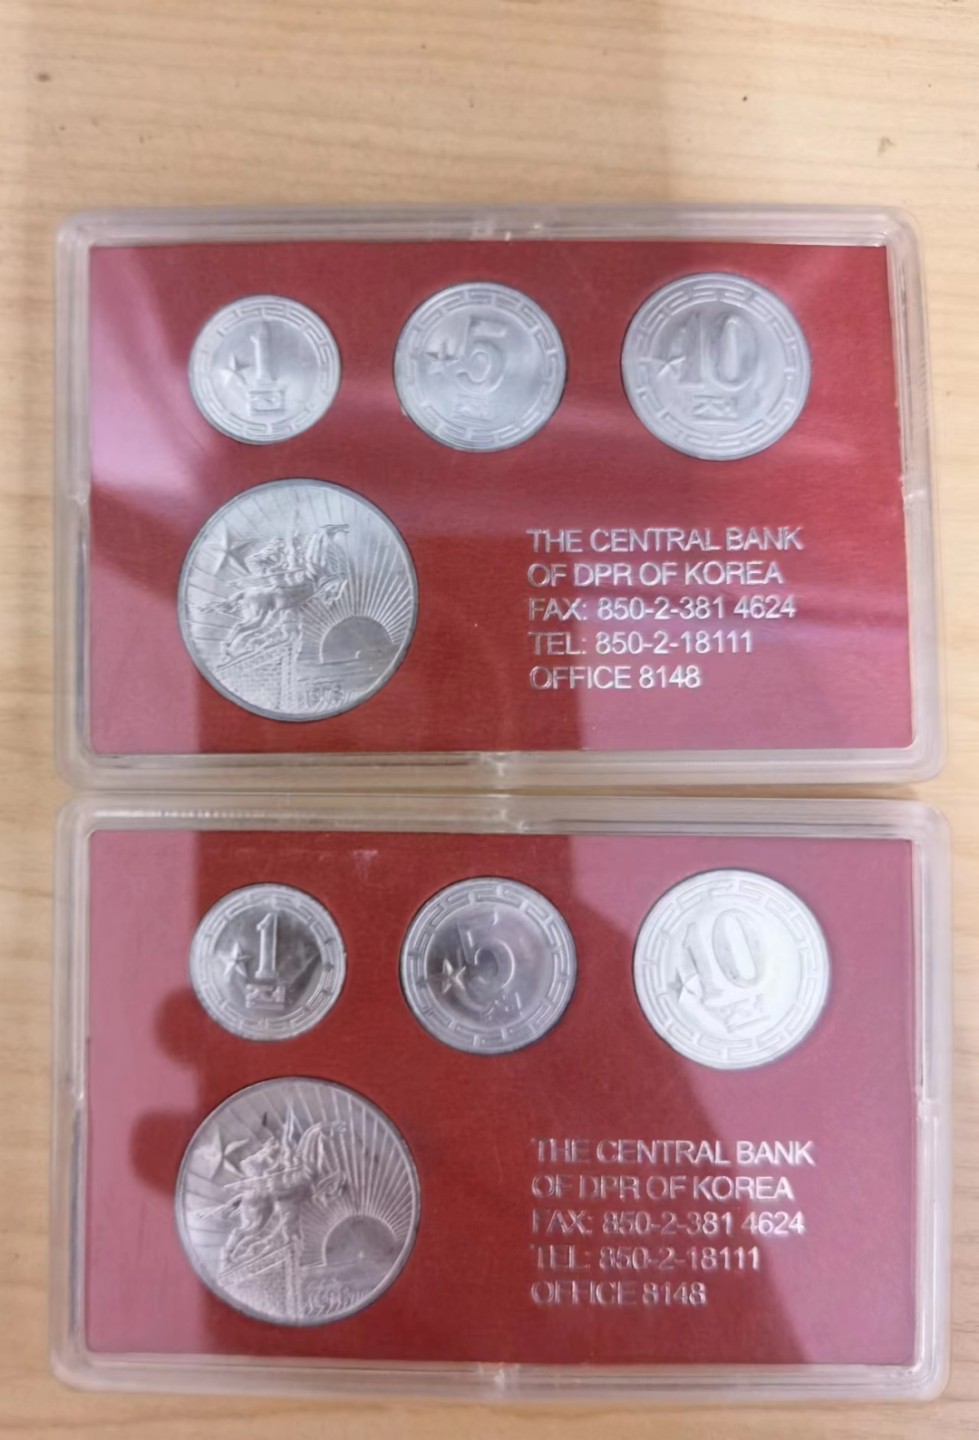 1
전
5
전
10
전
1978
THE CENTRAL BANK
OF DPR OF KOREA
FAX: 850-2-381 4624
TEL: 850-2-18111
OFFICE 8148
1
전
5
전
10
전
THE CENTRAL BANK
OF DPR OF KOREA
FAX: 850-2-381 4624
TEL: 850-2-18111
OFFICE 8148